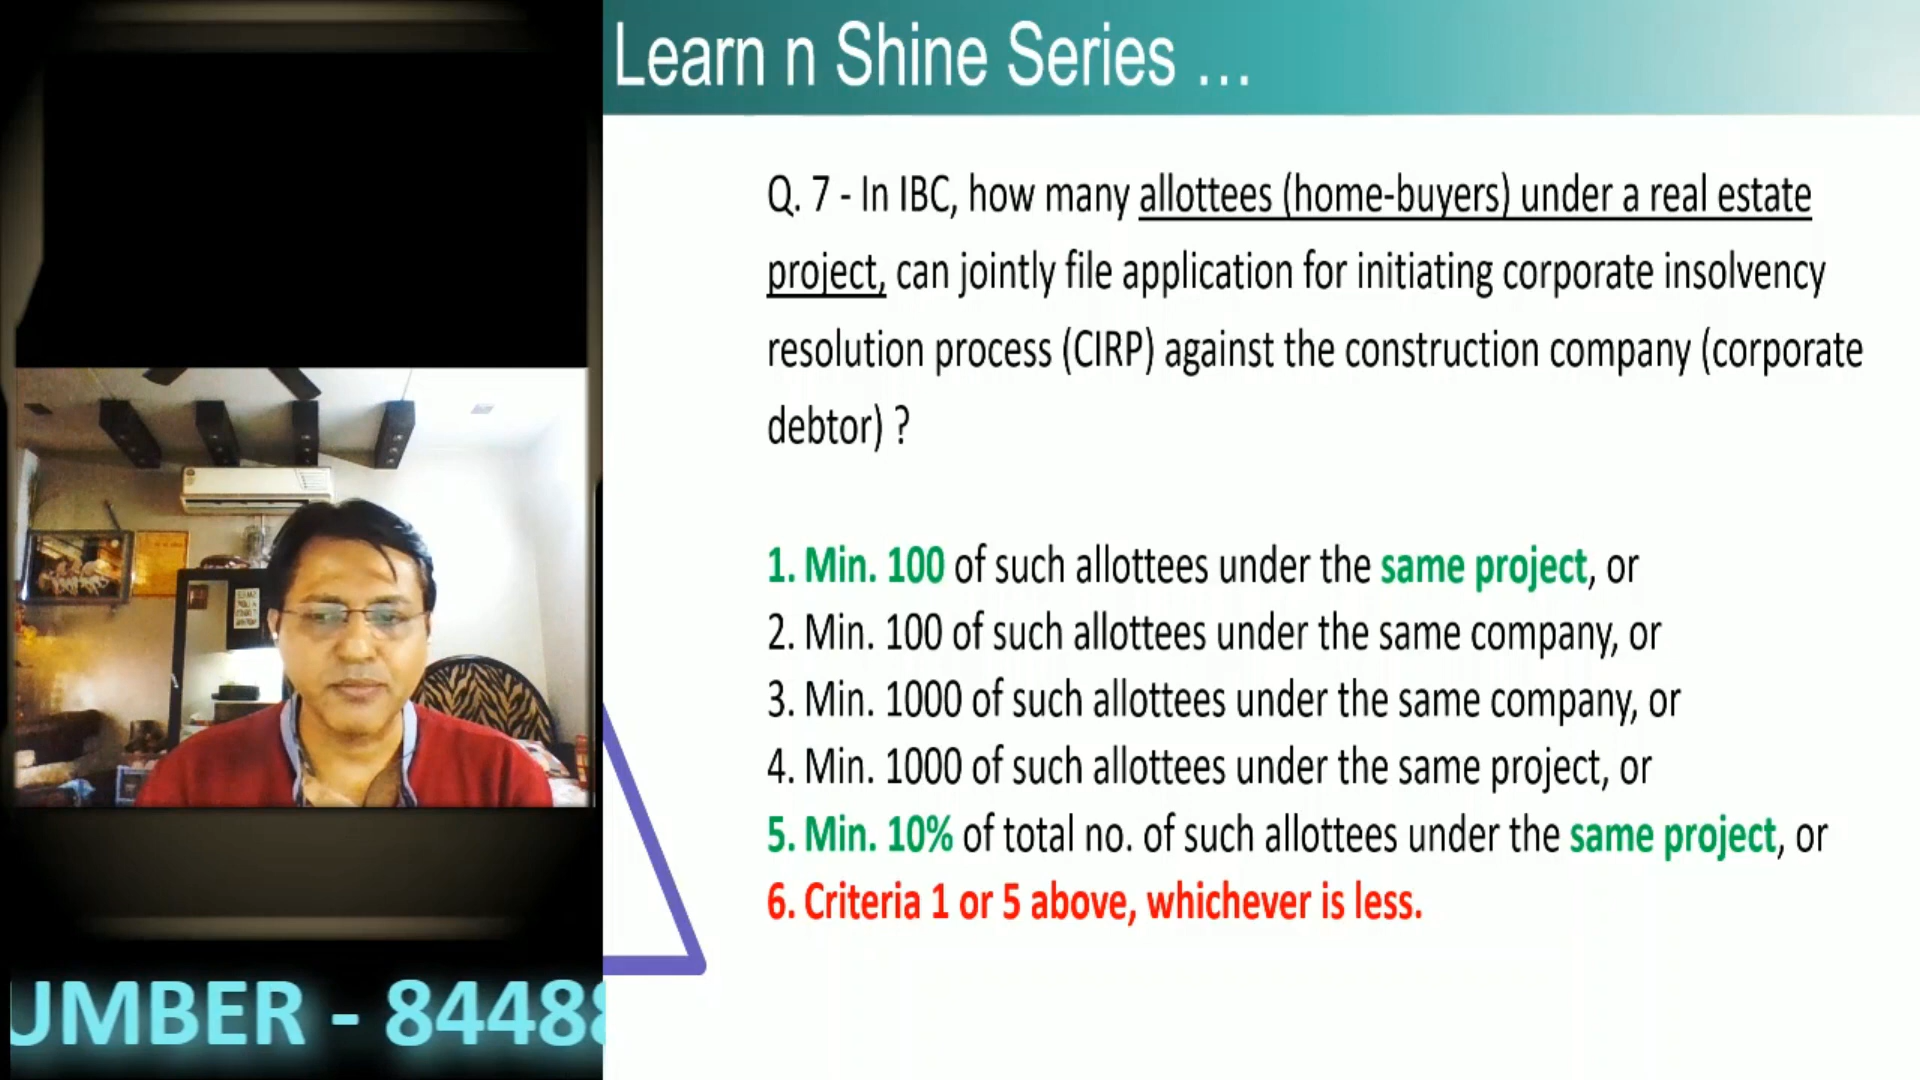 Learn n Shine Series ...
Q. 7 - In IBC, how many allottees (home-buyers) under a real estate
project, can jointly file application for initiating corporate insolvency
resolution process (CIRP) against the construction company (corporate
debtor) ?
1. Min. 100 of such allottees under the same project, or
2. Min. 100 of such allottees under the same company, or
3. Min. 1000 of such allottees under the same company, or
4. Min. 1000 of such allottees under the same project, or
5. Min. 10% of total no. of such allottees under the same project, or
6. Criteria 1 or 5 above, whichever is less.
UMBER - 8448